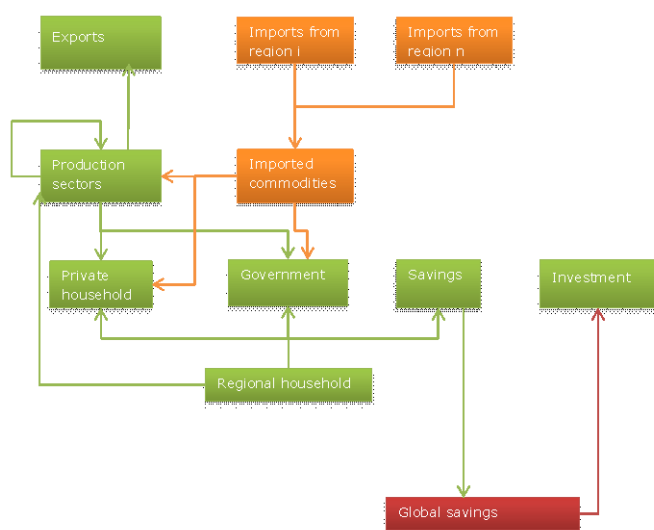 Exports
Imports from
region i
Imports from
region n
Production
sectors
Imported
commodities
Private
household
Government
Savings
Investment
Regional household
Global savings